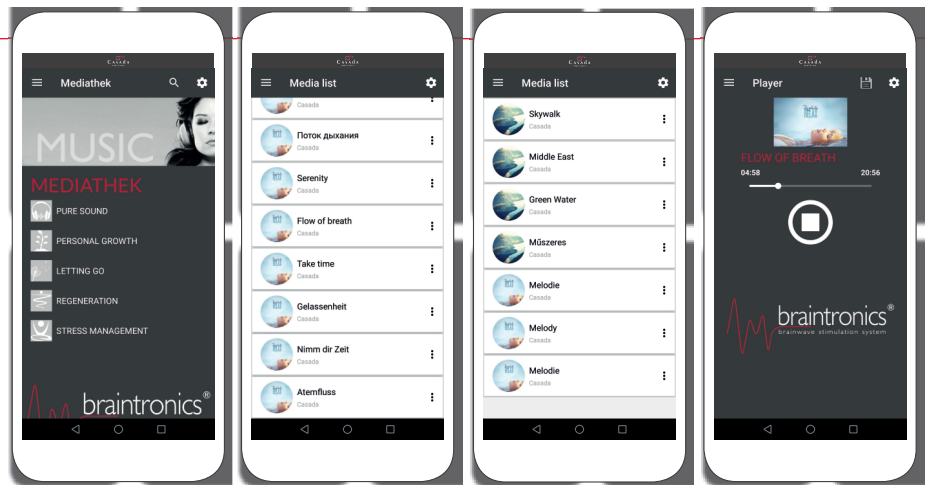 CASADA
Mediathek
MUSIC
MEDIATHEK
PURE SOUND
PERSONAL GROWTH
LETTING GO
REGENERATION
STRESS MANAGEMENT
braintronics®
CASADA
Media list
Casada
Поток дыхания
Casada
Serenity
Casada
Flow of breath
Casada
Take time
Casada
Gelassenheit
Casada
Nimm dir Zeit
Casada
Atemfluss
Casada
CASADA
Media list
Skywalk
Casada
Middle East
Casada
Green Water
Casada
Műszeres
Casada
Melodie
Casada
Melody
Casada
Melodie
Casada
CASADA
Player
RELAX
FLOW OF BREATH
04:58 20:56
braintronics®
brainwave stimulation system